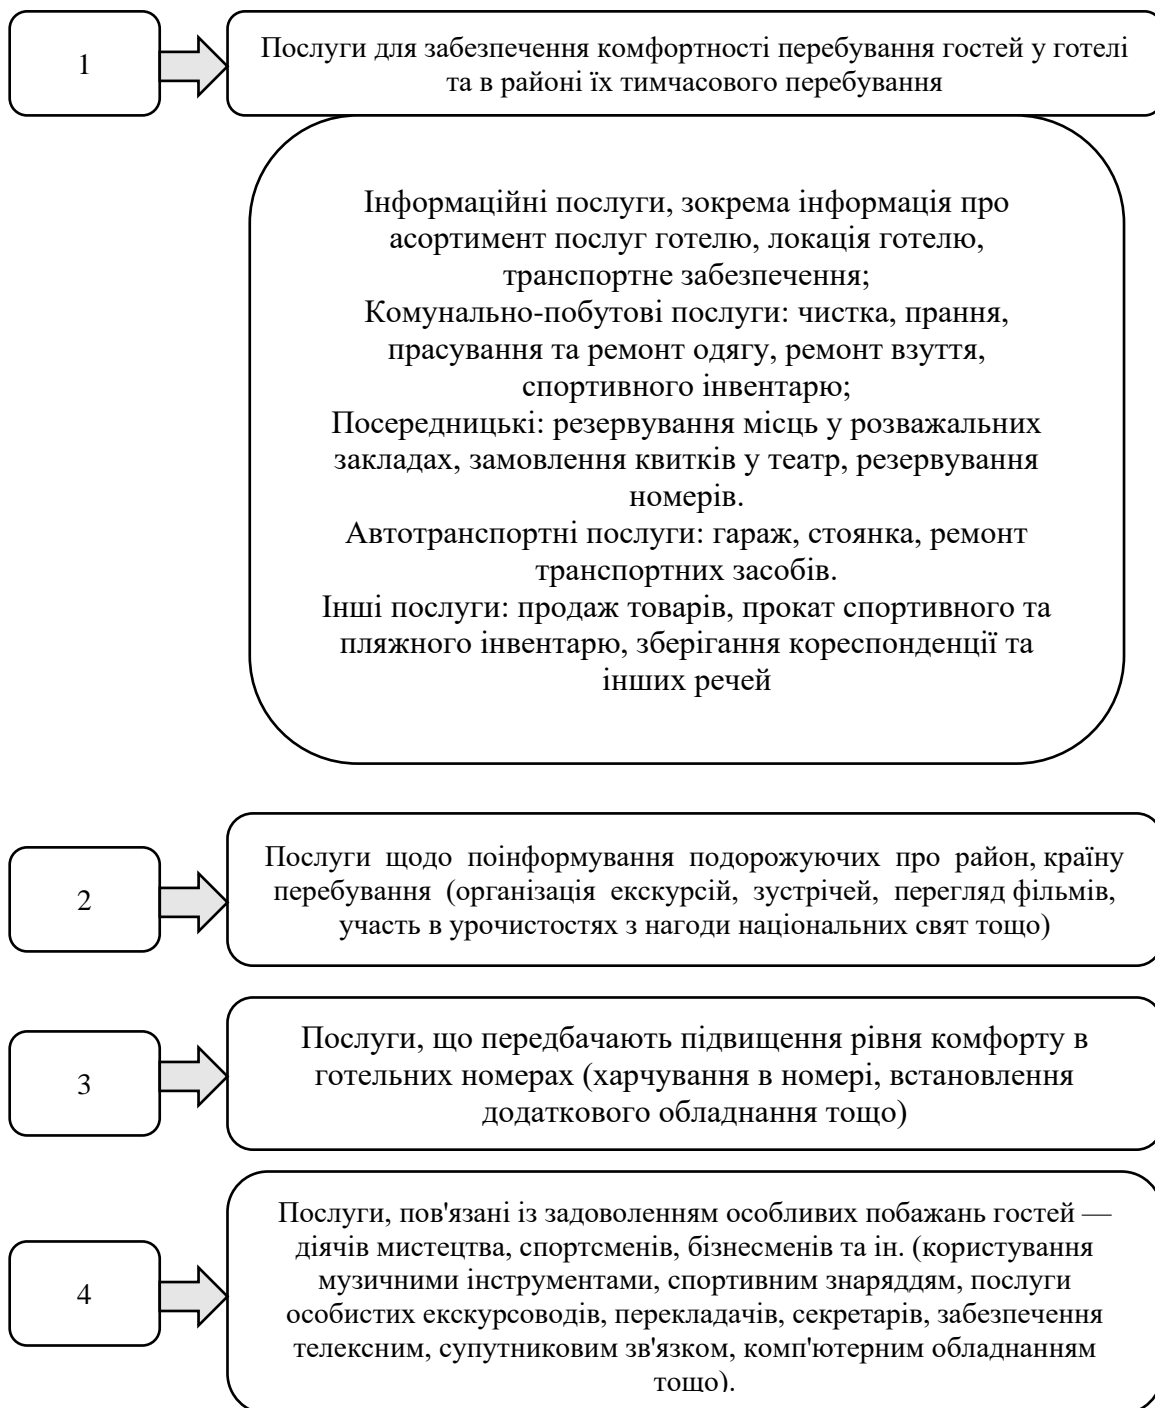 1
Послуги для забезпечення комфортності перебування гостей у готелі
та в районі їх тимчасового перебування
Інформаційні послуги, зокрема інформація про
асортимент послуг готелю, локація готелю,
транспортне забезпечення;
Комунально-побутові послуги: чистка, прання,
прасування та ремонт одягу, ремонт взуття,
спортивного інвентарю;
Посередницькі: резервування місць у розважальних
закладах, замовлення квитків у театр, резервування
номерів.
Автотранспортні послуги: гараж, стоянка, ремонт
транспортних засобів.
Інші послуги: продаж товарів, прокат спортивного та
пляжного інвентарю, зберігання кореспонденції та
інших речей
2
Послуги щодо поінформування подорожуючих про район, країну
перебування (організація екскурсій, зустрічей, перегляд фільмів,
участь в урочистостях з нагоди національних свят тощо)
3
Послуги, що передбачають підвищення рівня комфорту в
готельних номерах (харчування в номері, встановлення
додаткового обладнання тощо)
4
Послуги, пов'язані із задоволенням особливих побажань гостей —
діячів мистецтва, спортсменів, бізнесменів та ін. (користування
музичними інструментами, спортивним знаряддям, послуги
особистих екскурсоводів, перекладачів, секретарів, забезпечення
телексним, супутниковим зв'язком, комп'ютерним обладнанням
тощо).